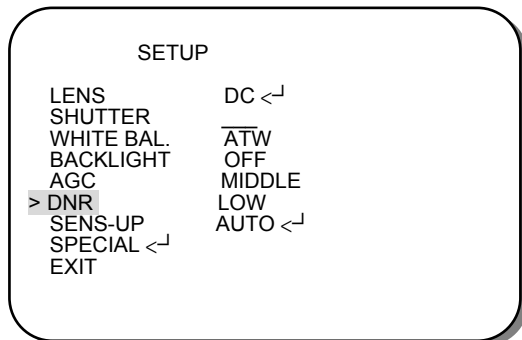 SETUP
LENS DC ↵
SHUTTER ___
WHITE BAL. ATW
BACKLIGHT OFF
AGC MIDDLE
> DNR LOW
SENS-UP AUTO ↵
SPECIAL ↵
EXIT